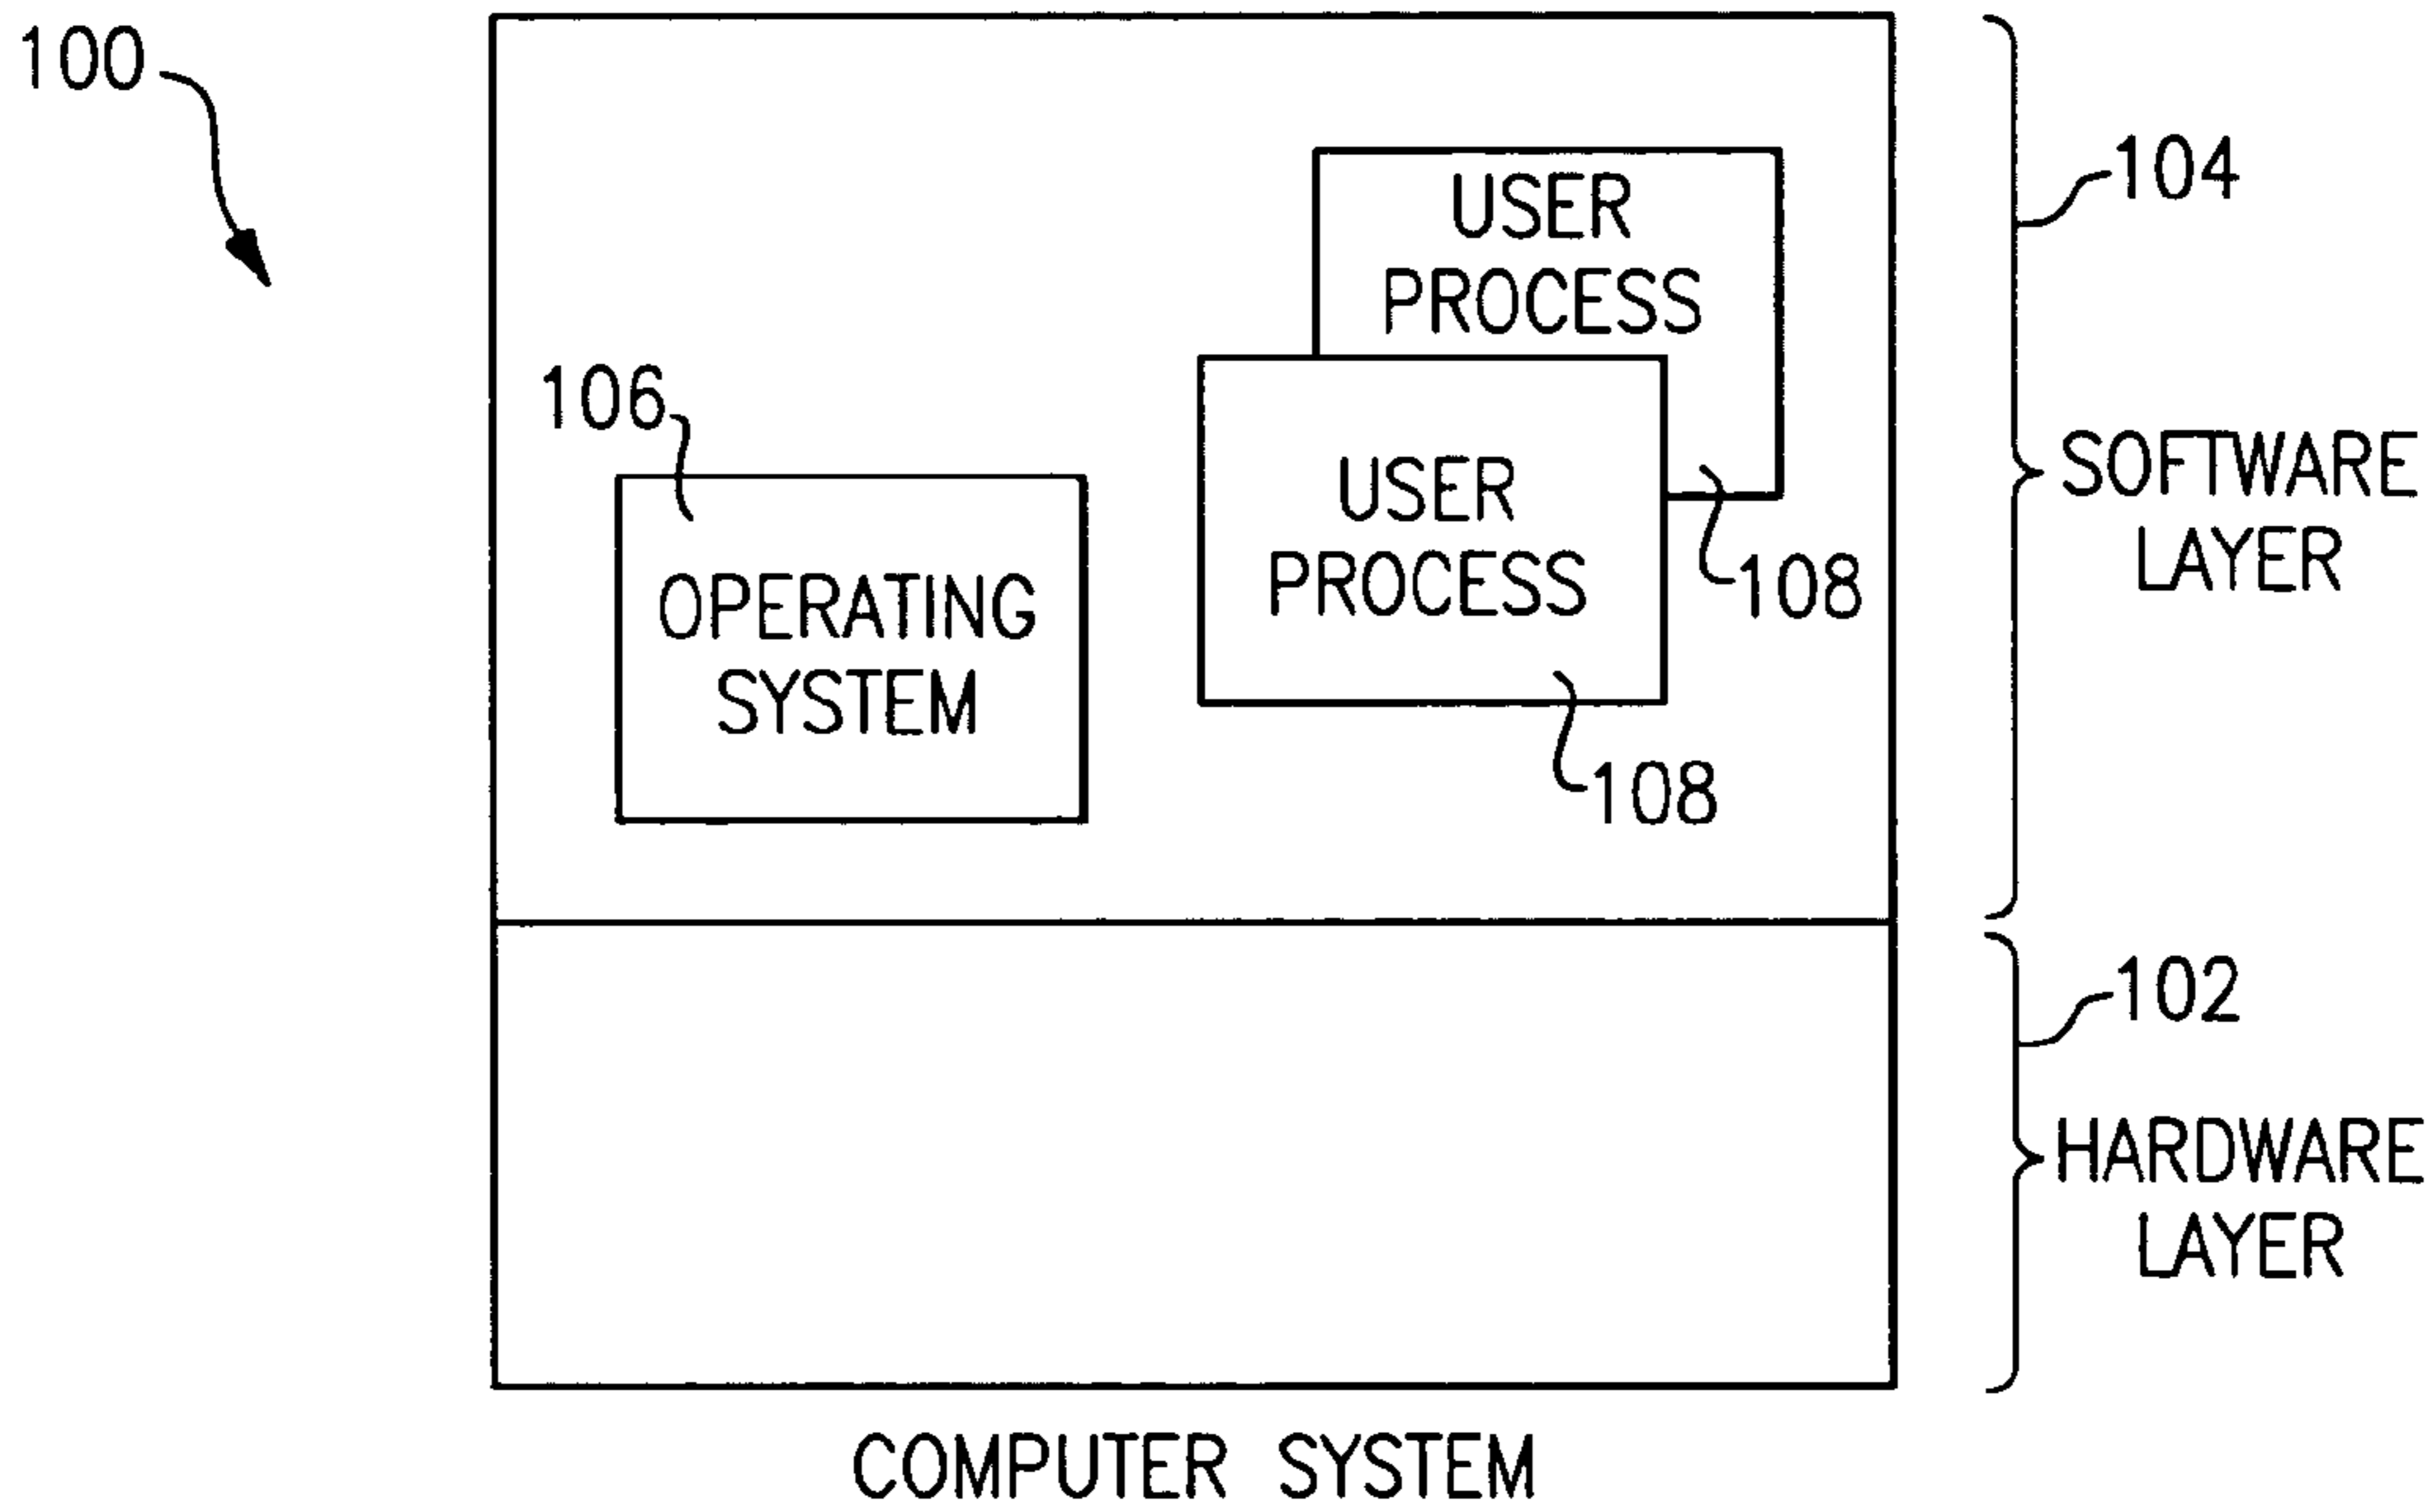 100
104
USER
PROCESS
106
SOFTWARE
LAYER
USER
PROCESS
108
OPERATING
SYSTEM
108
102
HARDWARE
LAYER
COMPUTER SYSTEM